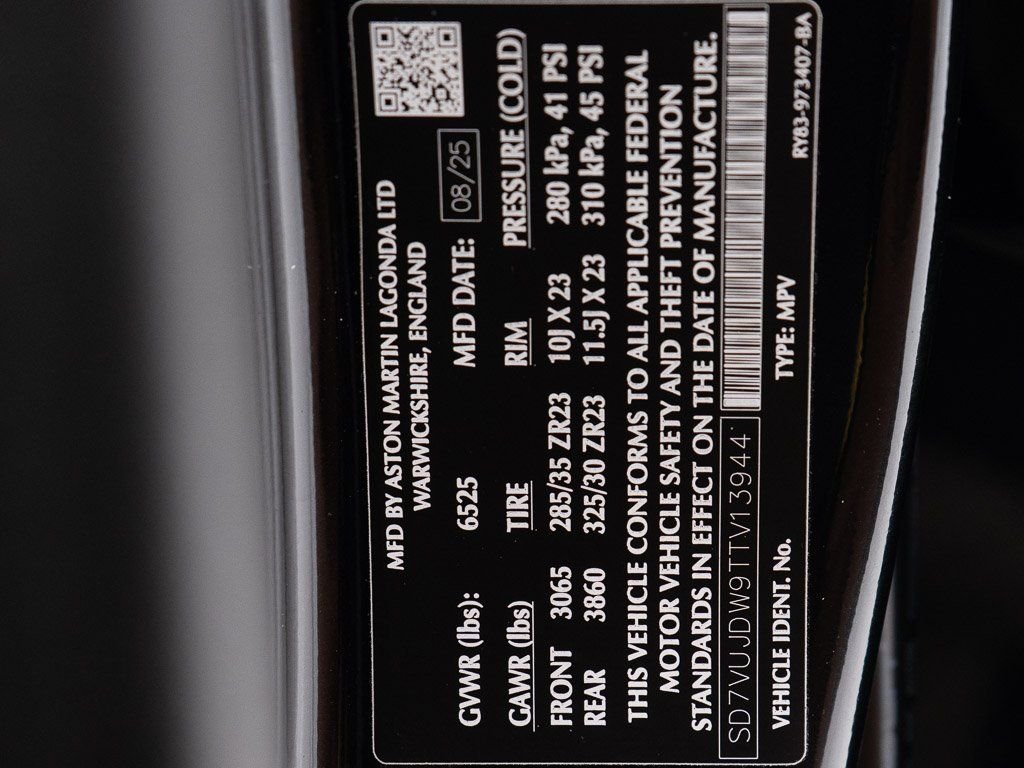 MFD BY ASTON MARTIN LAGONDA LTD
WARWICKSHIRE, ENGLAND
GVWR (lbs): 6525 MFD DATE: 08/25
GAWR (lbs) TIRE RIM PRESSURE (COLD)
FRONT 3065 285/35 ZR23 10J X 23 280 kPa, 41 PSI
REAR 3860 325/30 ZR23 11.5J X 23 310 kPa, 45 PSI
THIS VEHICLE CONFORMS TO ALL APPLICABLE FEDERAL
MOTOR VEHICLE SAFETY AND THEFT PREVENTION
STANDARDS IN EFFECT ON THE DATE OF MANUFACTURE.
SD7VUJDW9TTV13944
VEHICLE IDENT. No. TYPE: MPV RY83-973407-BA